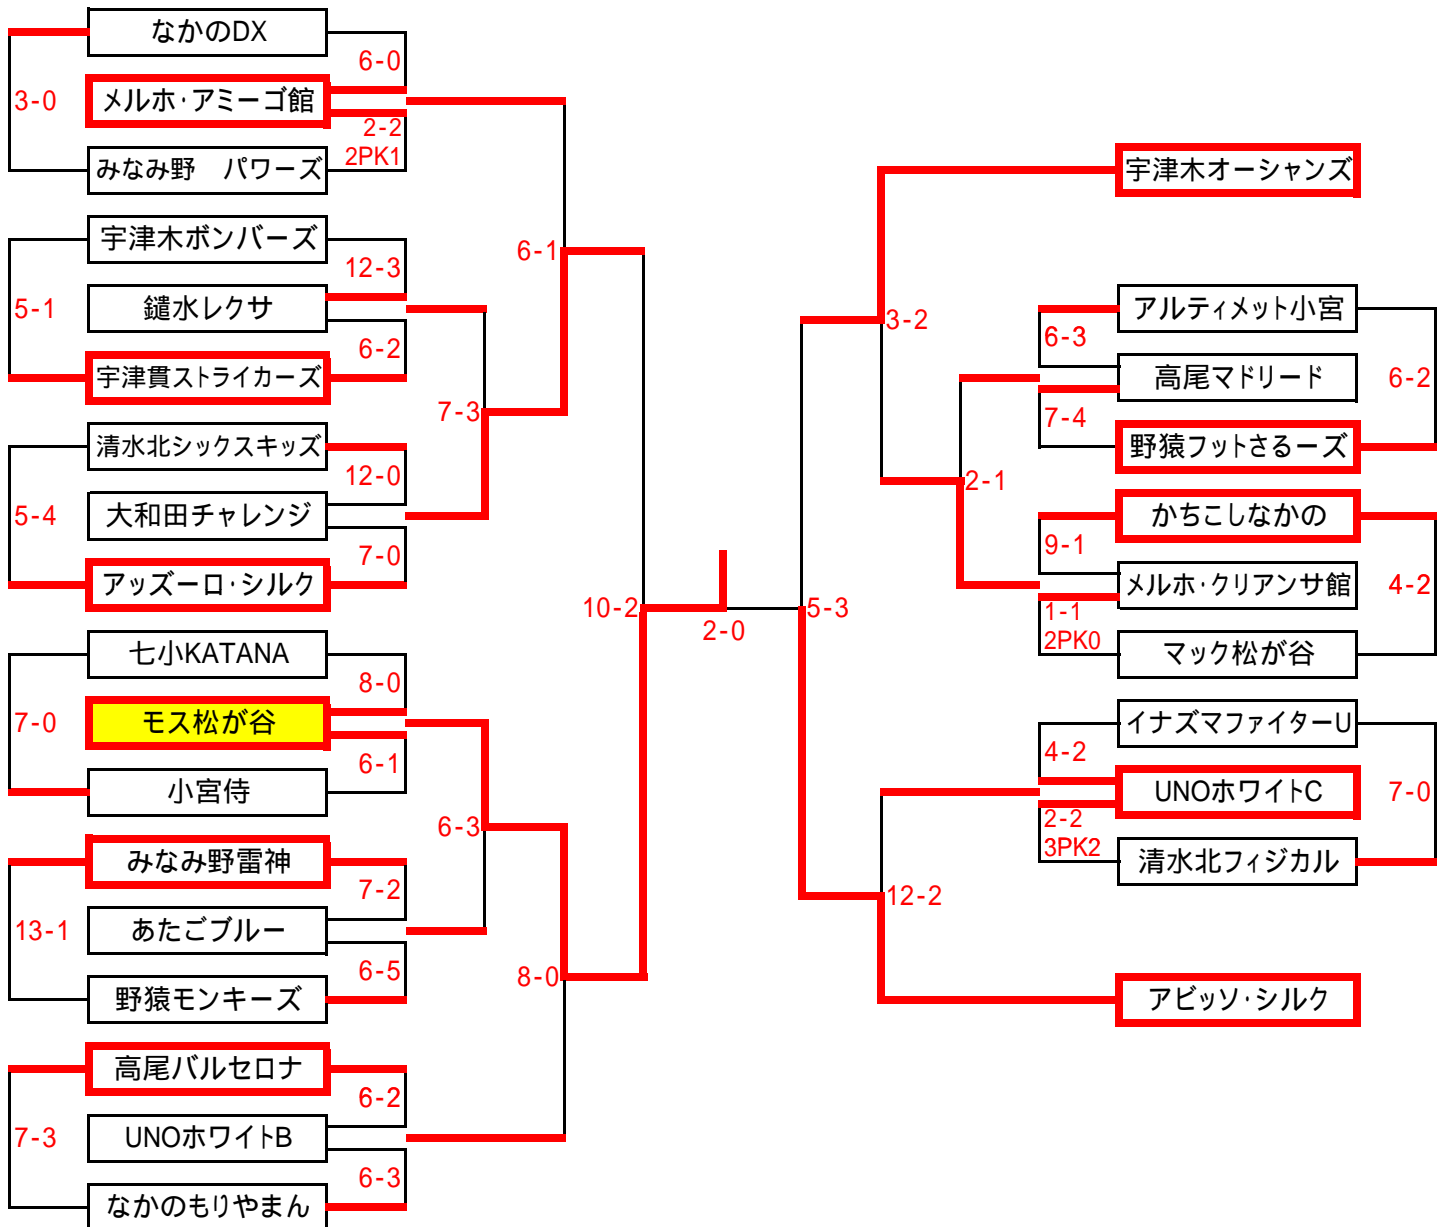 なかのDX
6-0
3-0
メルホ・アミーゴ館
2-2
2PK1
みなみ野　パワーズ
宇津木ボンバーズ
12-3
5-1
鑓水レクサ
6-2
宇津貫ストライカーズ
清水北シックスキッズ
12-0
5-4
大和田チャレンジ
7-0
アッズーロ・シルク
七小KATANA
8-0
7-0
モス松が谷
6-1
小宮侍
みなみ野雷神
7-2
13-1
あたごブルー
6-5
野猿モンキーズ
高尾バルセロナ
6-2
7-3
UNOホワイトB
6-3
なかのもりやまん
6-1
7-3
6-3
8-0
10-2
2-0
5-3
3-2
2-1
12-2
宇津木オーシャンズ
アルティメット小宮
6-3
高尾マドリード
6-2
7-4
野猿フットさるーズ
かちこしなかの
9-1
メルホ・クリアンサ館
4-2
1-1
2PK0
マック松が谷
イナズマファイターU
4-2
UNOホワイトC
7-0
2-2
3PK2
清水北フィジカル
アビッソ・シルク